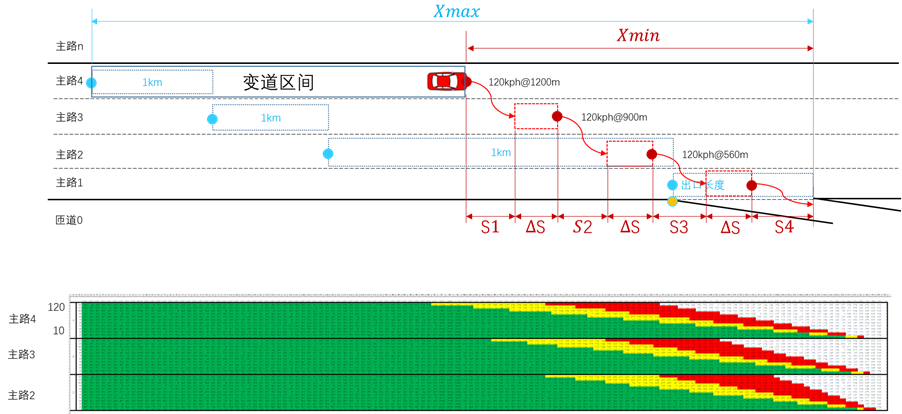 Xmax
Xmin
主路n
主路4
1km
变道区间
120kph@1200m
主路3
1km
120kph@900m
主路2
1km
120kph@560m
主路1
出口长度
匝道0
S1
ΔS
S2
ΔS
S3
ΔS
S4
120
主路4
10
主路3
主路2